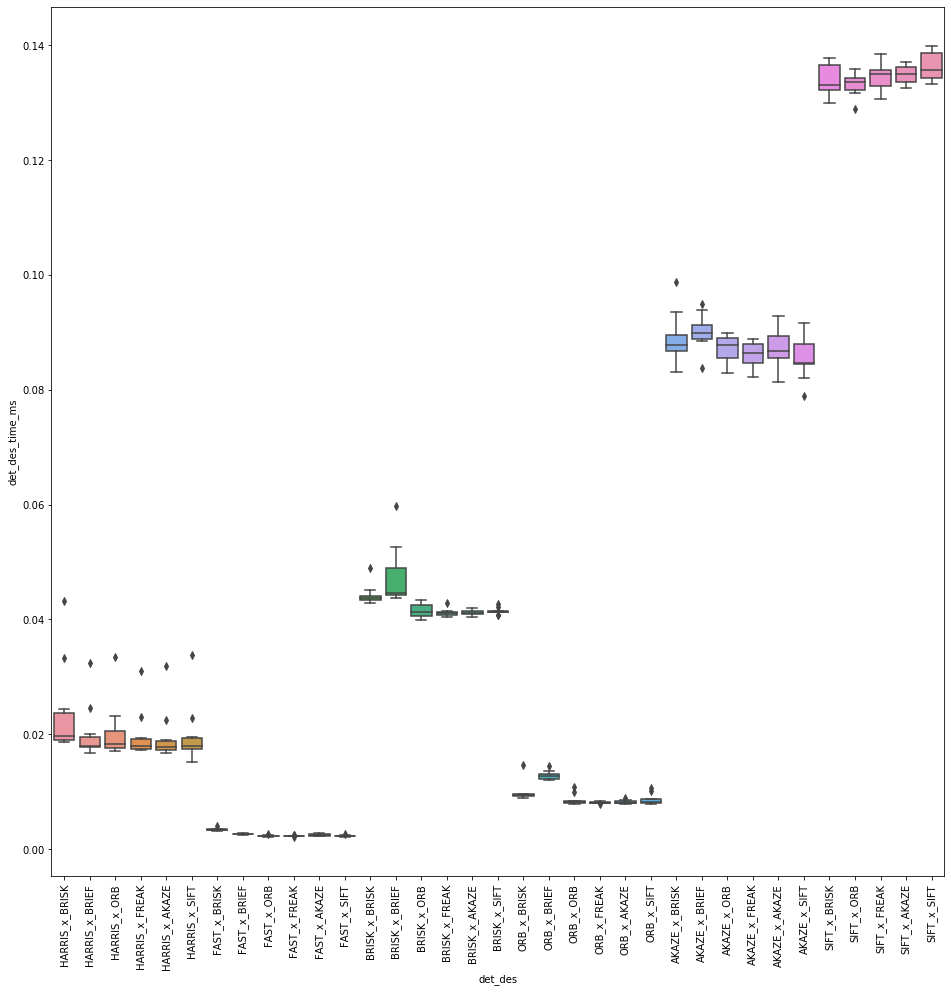 0.14
0.12
0.10
0.08
0.06
0.04
0.02
0.00
det_des_time_ms
HARRIS_x_BRISK
HARRIS_x_BRIEF
HARRIS_x_ORB
HARRIS_x_FREAK
HARRIS_x_AKAZE
HARRIS_x_SIFT
FAST_x_BRISK
FAST_x_BRIEF
FAST_x_ORB
FAST_x_FREAK
FAST_x_AKAZE
FAST_x_SIFT
BRISK_x_BRISK
BRISK_x_BRIEF
BRISK_x_ORB
BRISK_x_FREAK
BRISK_x_AKAZE
BRISK_x_SIFT
ORB_x_BRISK
ORB_x_BRIEF
ORB_x_ORB
ORB_x_FREAK
ORB_x_AKAZE
ORB_x_SIFT
AKAZE_x_BRISK
AKAZE_x_BRIEF
AKAZE_x_ORB
AKAZE_x_FREAK
AKAZE_x_AKAZE
AKAZE_x_SIFT
SIFT_x_BRISK
SIFT_x_ORB
SIFT_x_FREAK
SIFT_x_AKAZE
SIFT_x_SIFT
det_des